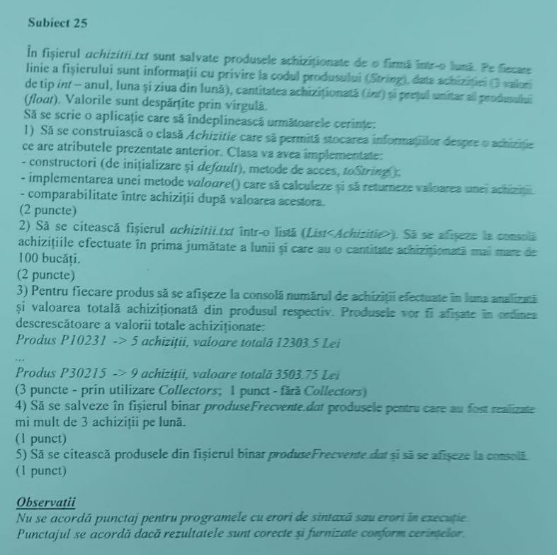 Subiect 25
În fișierul achizitii.txt sunt salvate produsele achiziționate de o firmă într-o lună. Pe fiecare
linie a fișierului sunt informații cu privire la codul produsului (String), data achiziției (3 valori
de tip int – anul, luna și ziua din lună), cantitatea achiziționată (int) și prețul unitar al produsului
(float). Valorile sunt despărțite prin virgulă.
Să se scrie o aplicație care să îndeplinească următoarele cerințe:
1) Să se construiască o clasă Achizitie care să permită stocarea informațiilor despre o achiziție
ce are atributele prezentate anterior. Clasa va avea implementate:
- constructori (de inițializare și default), metode de acces, toString();
- implementarea unei metode valoare() care să calculeze și să returneze valoarea unei achiziții.
- comparabilitate între achiziții după valoarea acestora.
(2 puncte)
2) Să se citească fișierul achizitii.txt într-o listă (List<Achizitie>). Să se afișeze la consolă
achizițiile efectuate în prima jumătate a lunii și care au o cantitate achiziționată mai mare de
100 bucăți.
(2 puncte)
3) Pentru fiecare produs să se afișeze la consolă numărul de achiziții efectuate în luna analizată
și valoarea totală achiziționată din produsul respectiv. Produsele vor fi afișate în ordinea
descrescătoare a valorii totale achiziționate:
Produs P10231 -> 5 achiziții, valoare totală 12303.5 Lei
...
Produs P30215 -> 9 achiziții, valoare totală 3503.75 Lei
(3 puncte - prin utilizare Collectors; 1 punct - fără Collectors)
4) Să se salveze în fișierul binar produseFrecvente.dat produsele pentru care au fost realizate
mi mult de 3 achiziții pe lună.
(1 punct)
5) Să se citească produsele din fișierul binar produseFrecvente.dat și să se afișeze la consolă.
(1 punct)
Observatii
Nu se acordă punctaj pentru programele cu erori de sintaxă sau erori în execuție.
Punctajul se acordă dacă rezultatele sunt corecte și furnizate conform cerințelor.